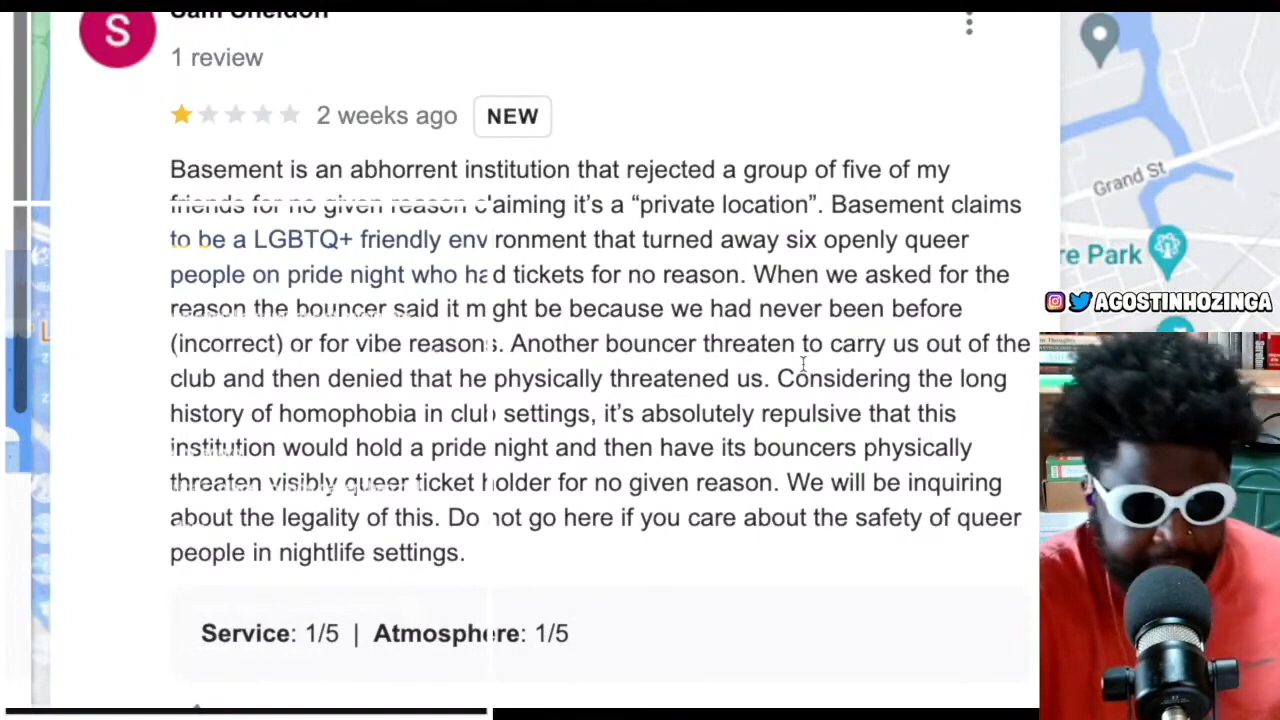 S
Sam Sheldon
1 review
2 weeks ago
NEW
Basement is an abhorrent institution that rejected a group of five of my
friends for no given reason claiming it's a “private location”. Basement claims
to be a LGBTQ+ friendly environment that turned away six openly queer
people on pride night who had tickets for no reason. When we asked for the
reason the bouncer said it might be because we had never been before
(incorrect) or for vibe reasons. Another bouncer threaten to carry us out of the
club and then denied that he physically threatened us. Considering the long
history of homophobia in club settings, it's absolutely repulsive that this
institution would hold a pride night and then have its bouncers physically
threaten visibly queer ticket holder for no given reason. We will be inquiring
about the legality of this. Do not go here if you care about the safety of queer
people in nightlife settings.
Service: 1/5 | Atmosphere: 1/5
Grand St
re Park
AGOSTINHOZINGA